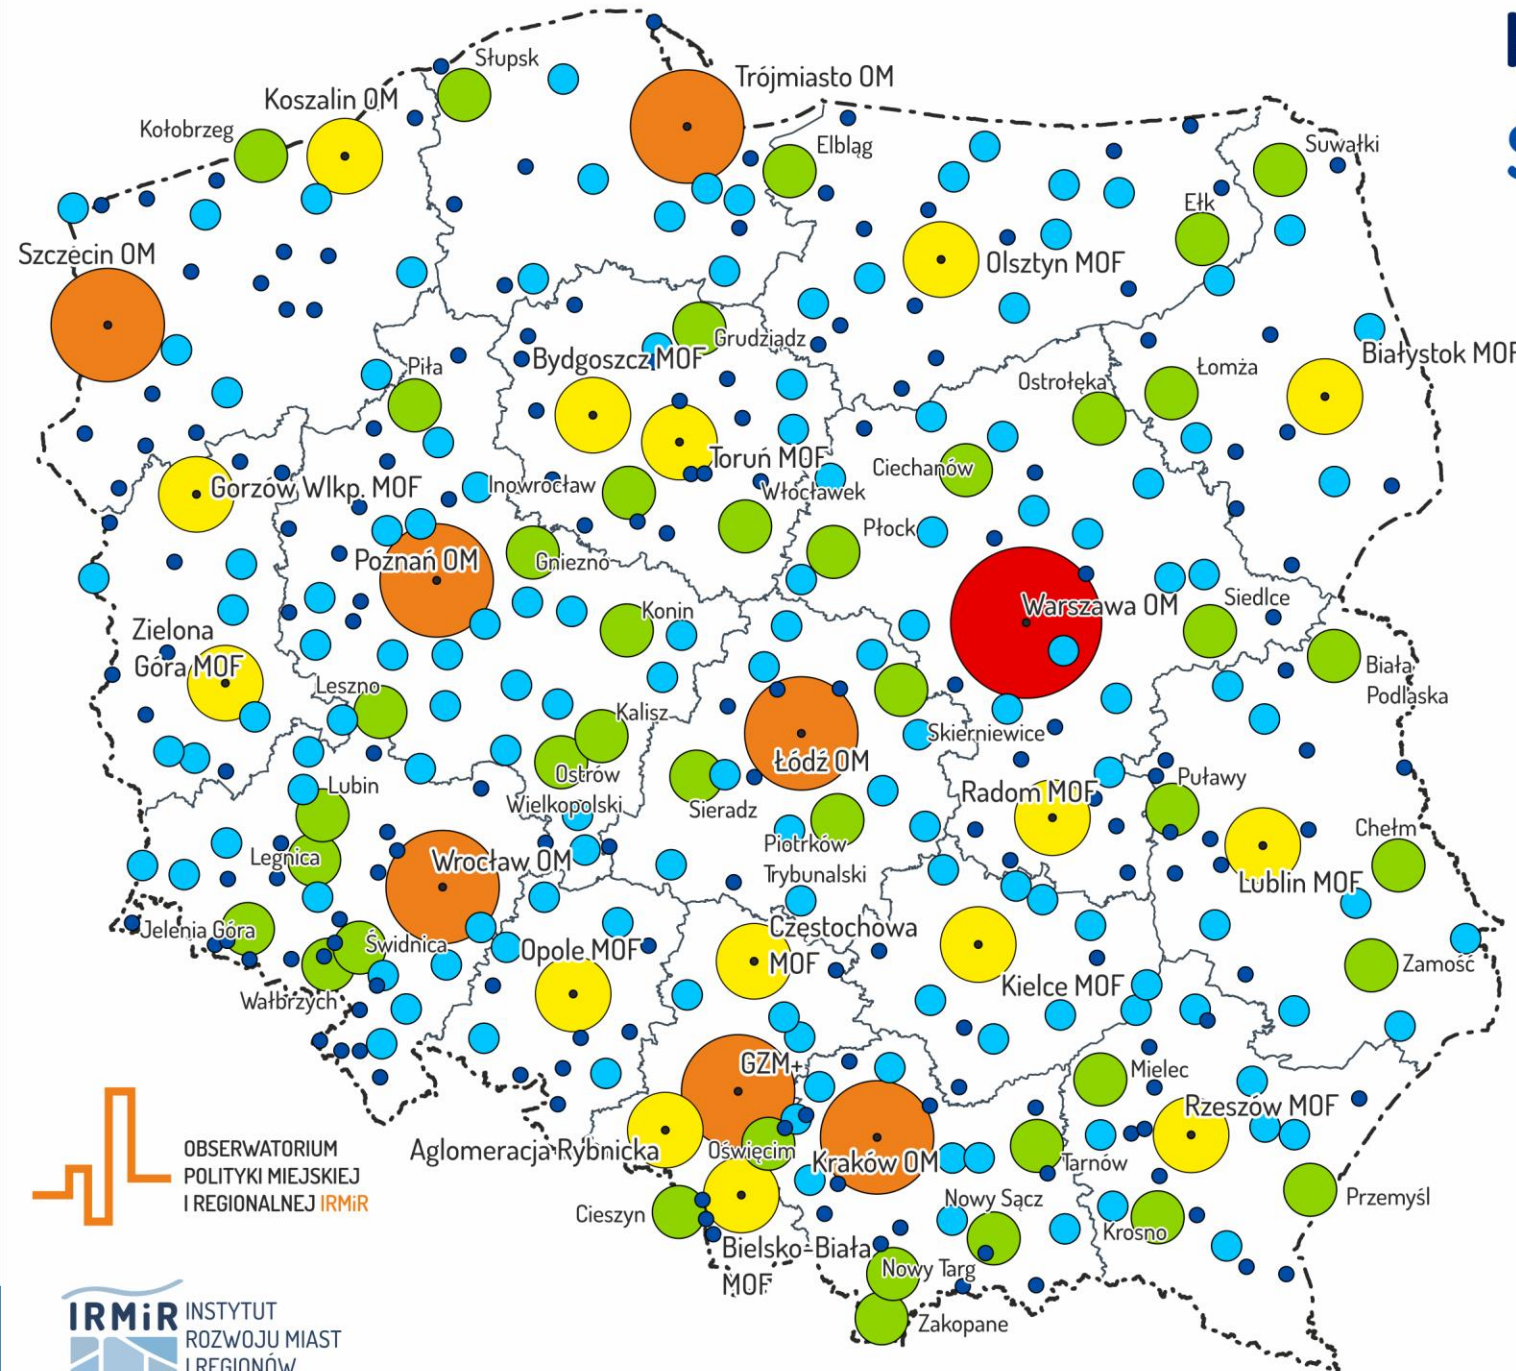 Słupsk
Trójmiasto OM
Koszalin OM
Kołobrzeg
Elbląg
Suwałki
Ełk
Szczecin OM
Olsztyn MOF
Grudziądz
Bydgoszcz MOF
Białystok MOF
Piła
Ostrołęka
Łomża
Toruń MOF
Ciechanów
Gorzów Wlkp. MOF
Inowrocław
Włocławek
Płock
Poznań OM
Gniezno
Warszawa OM
Siedlce
Konin
Zielona
Góra MOF
Biała
Podlaska
Leszno
Kalisz
Skierniewice
Łódź OM
Ostrów
Wielkopolski
Sieradz
Puławy
Radom MOF
Lubin
Piotrków
Trybunalski
Chełm
Legnica
Wrocław OM
Lublin MOF
Jelenia Góra
Świdnica
Częstochowa
MOF
Opole MOF
Zamość
Kielce MOF
Wałbrzych
GZM+
Mielec
Rzeszów MOF
OBSERWATORIUM
POLITYKI MIEJSKIEJ
I REGIONALNEJ IRMiR
Aglomeracja Rybnicka
Oświęcim
Kraków OM
Tarnów
Nowy Sącz
Przemyśl
Cieszyn
Krosno
Bielsko-Biała
MOF
Nowy Targ
Zakopane
IRMiR INSTYTUT
ROZWOJU MIAST
I REGIONÓW